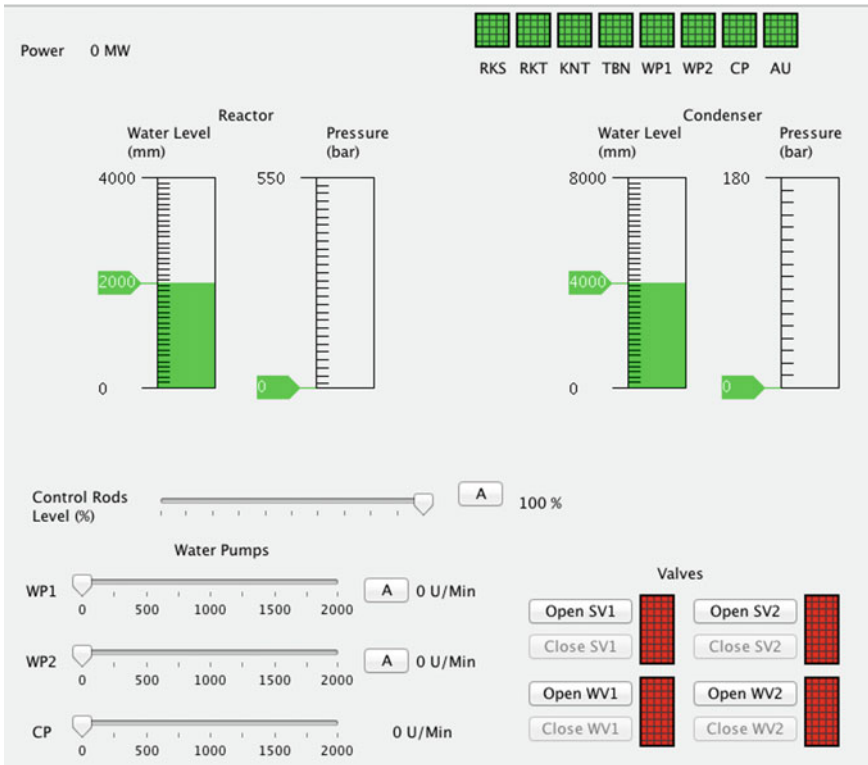 Power 0 MW
RKS RKT KNT TBN WP1 WP2 CP AU
Reactor
Water Level
(mm)
Pressure
(bar)
4000
2000
0
550
0
Condenser
Water Level
(mm)
Pressure
(bar)
8000
4000
0
180
0
Control Rods
Level (%)
A
100 %
Water Pumps
WP1
0 500 1000 1500 2000
A
0 U/Min
WP2
0 500 1000 1500 2000
A
0 U/Min
CP
0 500 1000 1500 2000
0 U/Min
Valves
Open SV1
Close SV1
Open SV2
Close SV2
Open WV1
Close WV1
Open WV2
Close WV2